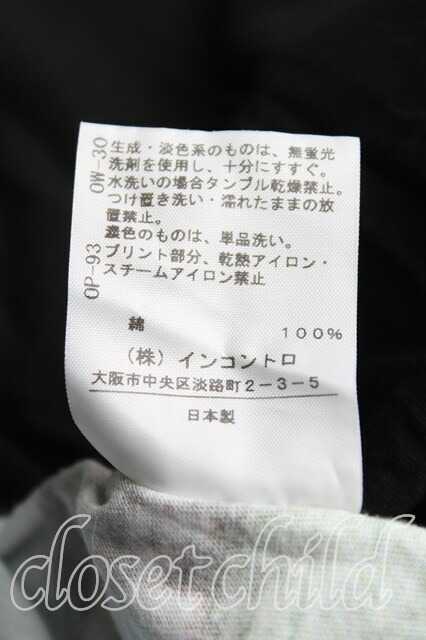 OW-30
生成・淡色系のものは、無蛍光
洗剤を使用し、十分にすすぐ。
水洗いの場合タンブル乾燥禁止。
つけ置き洗い・濡れたままの放
置禁止。
濃色のものは、単品洗い。
OP-93
プリント部分、乾熱アイロン・
スチームアイロン禁止
綿 100%
(株)インコントロ
大阪市中央区淡路町2-3-5
日本製
closet child